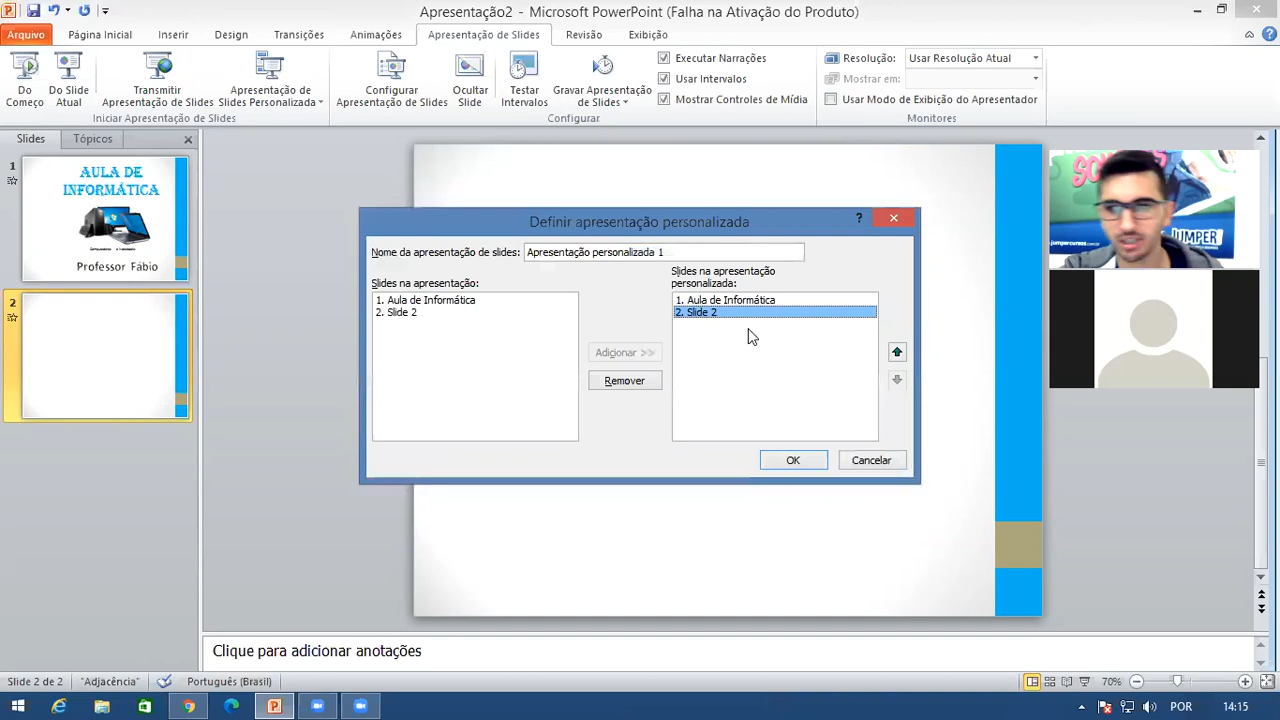 Apresentação2 - Microsoft PowerPoint (Falha na Ativação do Produto)
Arquivo Página Inicial Inserir Design Transições Animações Apresentação de Slides Revisão Exibição
Do Começo
Do Slide Atual
Transmitir Apresentação de Slides
Apresentação de Slides Personalizada
Configurar Apresentação de Slides
Ocultar Slide
Testar Intervalos
Gravar Apresentação de Slides
Executar Narrações
Usar Intervalos
Mostrar Controles de Mídia
Resolução: Usar Resolução Atual
Mostrar em:
Usar Modo de Exibição do Apresentador
Iniciar Apresentação de Slides
Configurar
Monitores
Slides Tópicos
1
AULA DE
INFORMÁTICA
Professor Fábio
2
Definir apresentação personalizada
Nome da apresentação de slides: Apresentação personalizada 1
Slides na apresentação:
1. Aula de Informática
2. Slide 2
Adicionar >>
Remover
Slides na apresentação
personalizada:
1. Aula de Informática
2. Slide 2
OK Cancelar
JUMPER
Clique para adicionar anotações
Slide 2 de 2 "Adjacência" Português (Brasil) 70%
POR 14:15